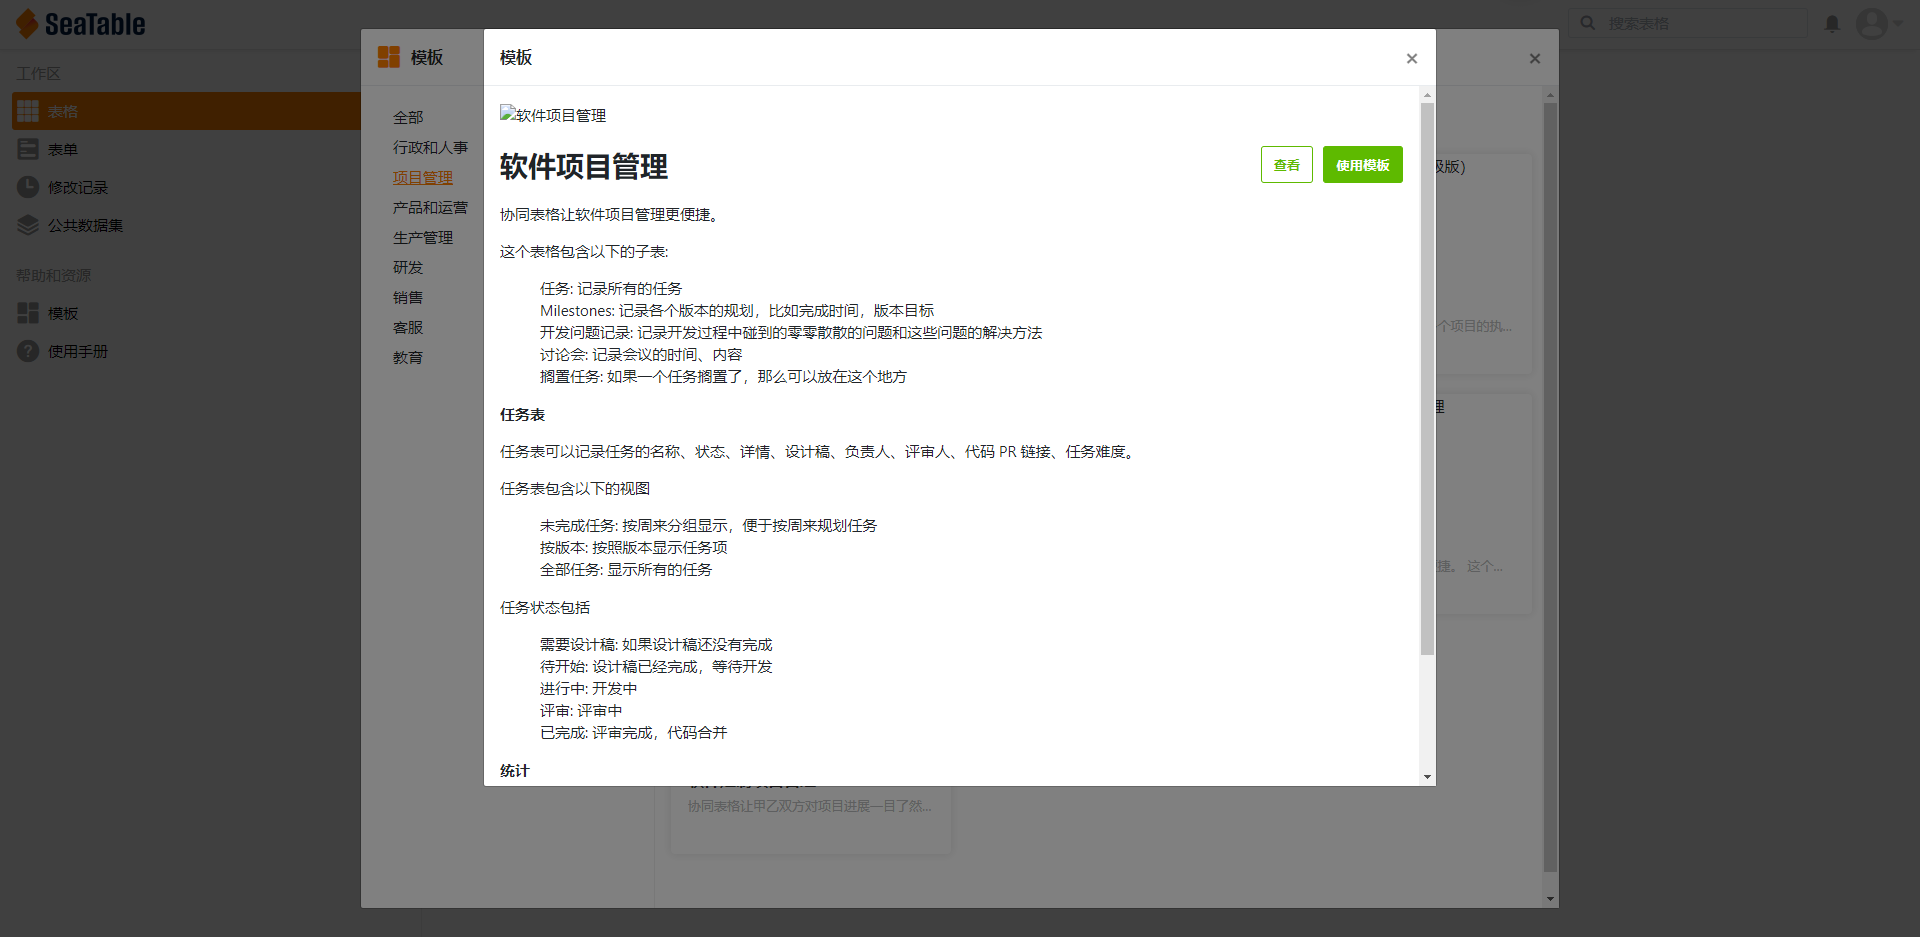 SeaTable
搜索表格
工作区
表格
表单
修改记录
公共数据集
帮助和资源
模板
使用手册
模板
全部
行政和人事
项目管理
产品和运营
生产管理
研发
销售
客服
教育
模板
软件项目管理
软件项目管理
查看
使用模板
协同表格让软件项目管理更便捷。
这个表格包含以下的子表:
任务: 记录所有的任务
Milestones: 记录各个版本的规划，比如完成时间，版本目标
开发问题记录: 记录开发过程中碰到的零零散散的问题和这些问题的解决方法
讨论会: 记录会议的时间、内容
搁置任务: 如果一个任务搁置了，那么可以放在这个地方
任务表
任务表可以记录任务的名称、状态、详情、设计稿、负责人、评审人、代码 PR 链接、任务难度。
任务表包含以下的视图
未完成任务: 按周来分组显示，便于按周来规划任务
按版本: 按照版本显示任务项
全部任务: 显示所有的任务
任务状态包括
需要设计稿: 如果设计稿还没有完成
待开始: 设计稿已经完成，等待开发
进行中: 开发中
评审: 评审中
已完成: 评审完成，代码合并
统计
级版）
个项目的执...
理
捷。 这个...
协同表格让甲乙双方对项目进展一目了然...